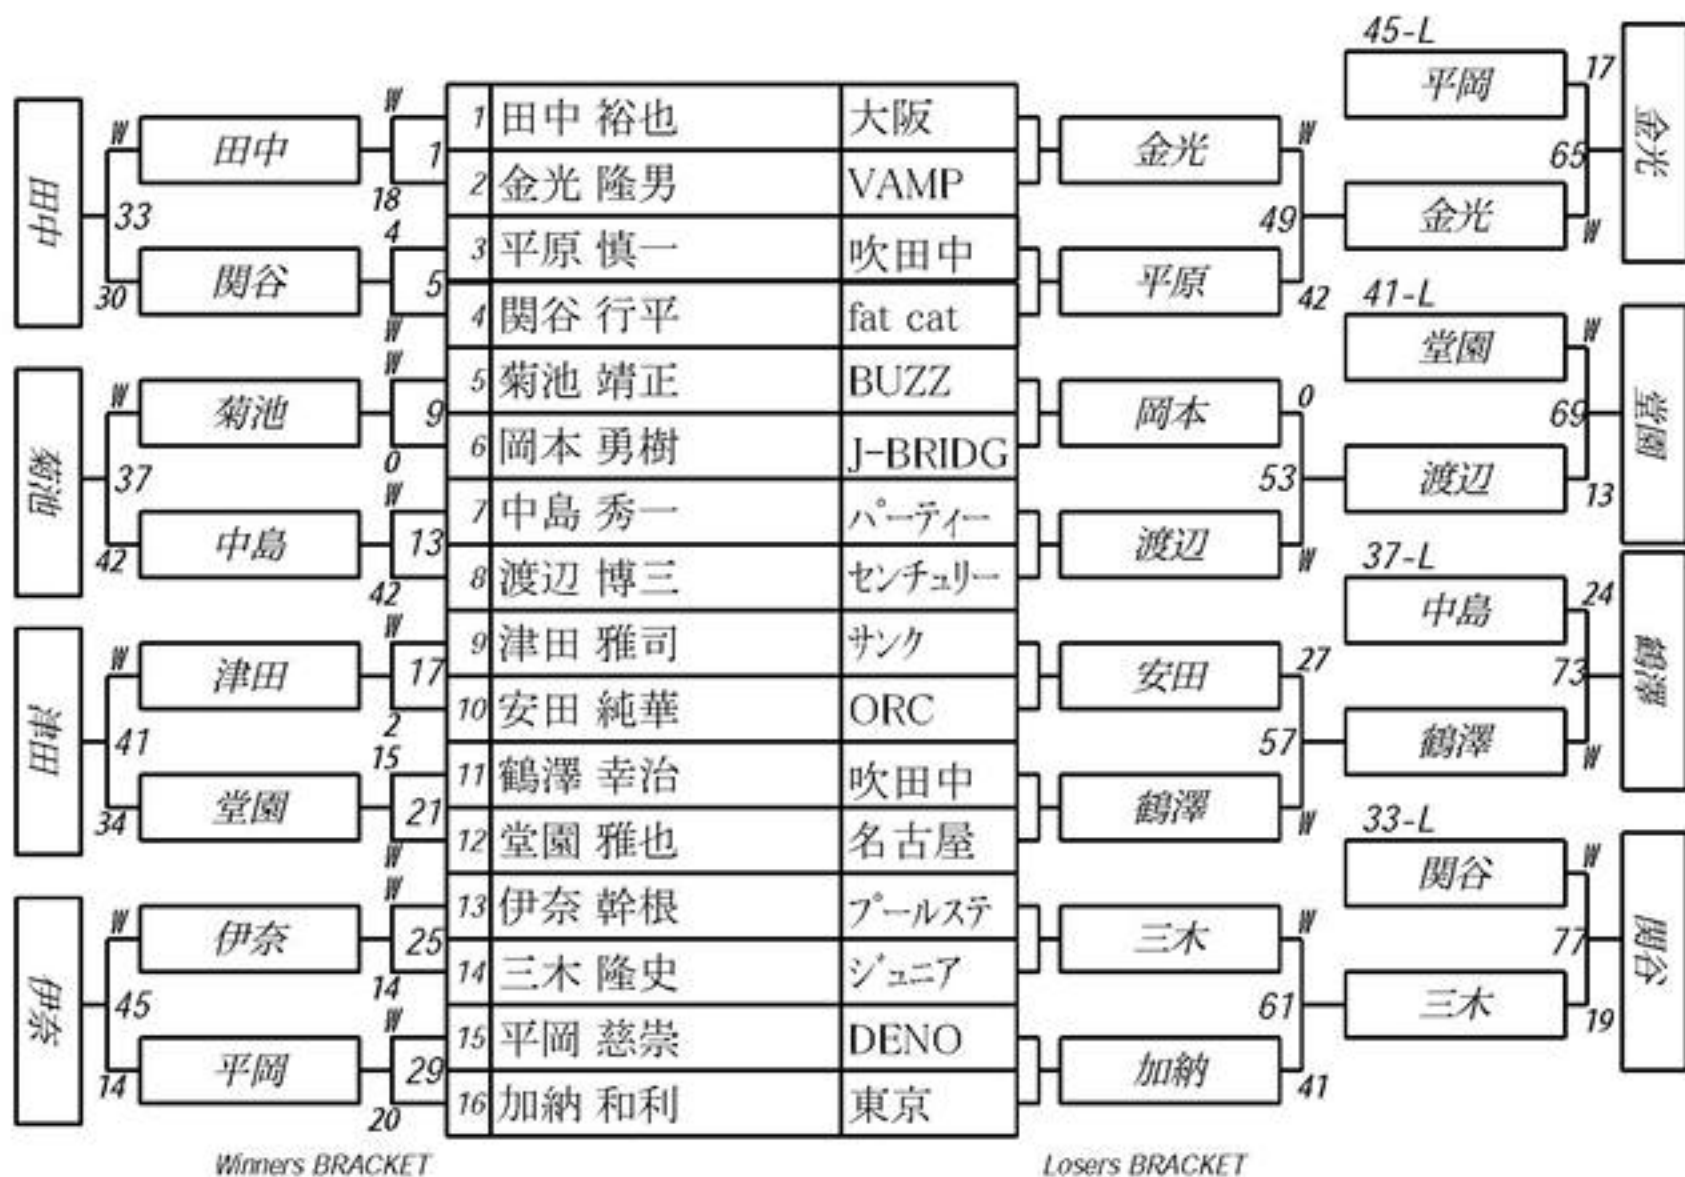 田中
W
田中
33
30
関谷
W
1
18
4
5
W
菊池
W
菊池
37
42
中島
W
9
0
W
13
42
津田
W
津田
41
34
堂園
W
17
2
15
21
W
伊奈
W
伊奈
45
14
平岡
W
25
14
W
29
20
1 田中 裕也 大阪
2 金光 隆男 VAMP
3 平原 慎一 吹田中
4 関谷 行平 fat cat
5 菊池 靖正 BUZZ
6 岡本 勇樹 J-BRIDG
7 中島 秀一 パーティー
8 渡辺 博三 センチュリー
9 津田 雅司 サンク
10 安田 純華 ORC
11 鶴澤 幸治 吹田中
12 堂園 雅也 名古屋
13 伊奈 幹根 プールステ
14 三木 隆史 ジュニア
15 平岡 慈崇 DENO
16 加納 和利 東京
金光
W
49
平原
42
岡本
0
53
渡辺
W
安田
27
57
鶴澤
W
三木
W
61
加納
41
45-L
平岡
17
65
金光
W
金光
41-L
堂園
W
69
渡辺
13
堂園
37-L
中島
24
73
鶴澤
W
鶴澤
33-L
関谷
W
77
三木
19
関谷
Winners BRACKET
Losers BRACKET